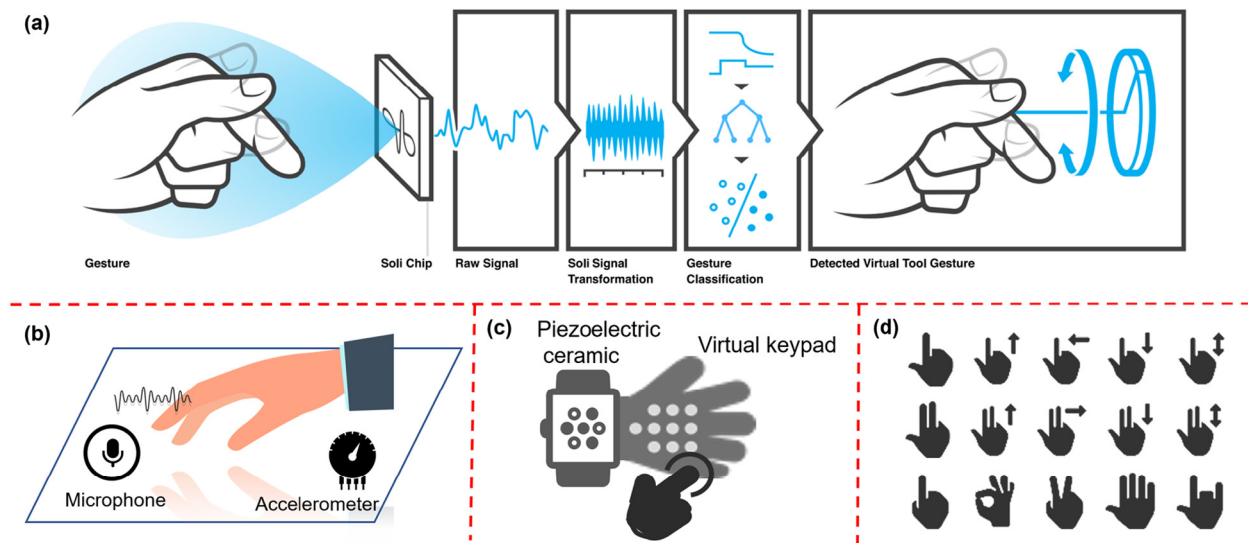 (a)
Gesture
Soli Chip
Raw Signal
Soli Signal
Transformation
Gesture
Classification
Detected Virtual Tool Gesture
(b)
Microphone
Accelerometer
(c)
Piezoelectric
ceramic
Virtual keypad
(d)